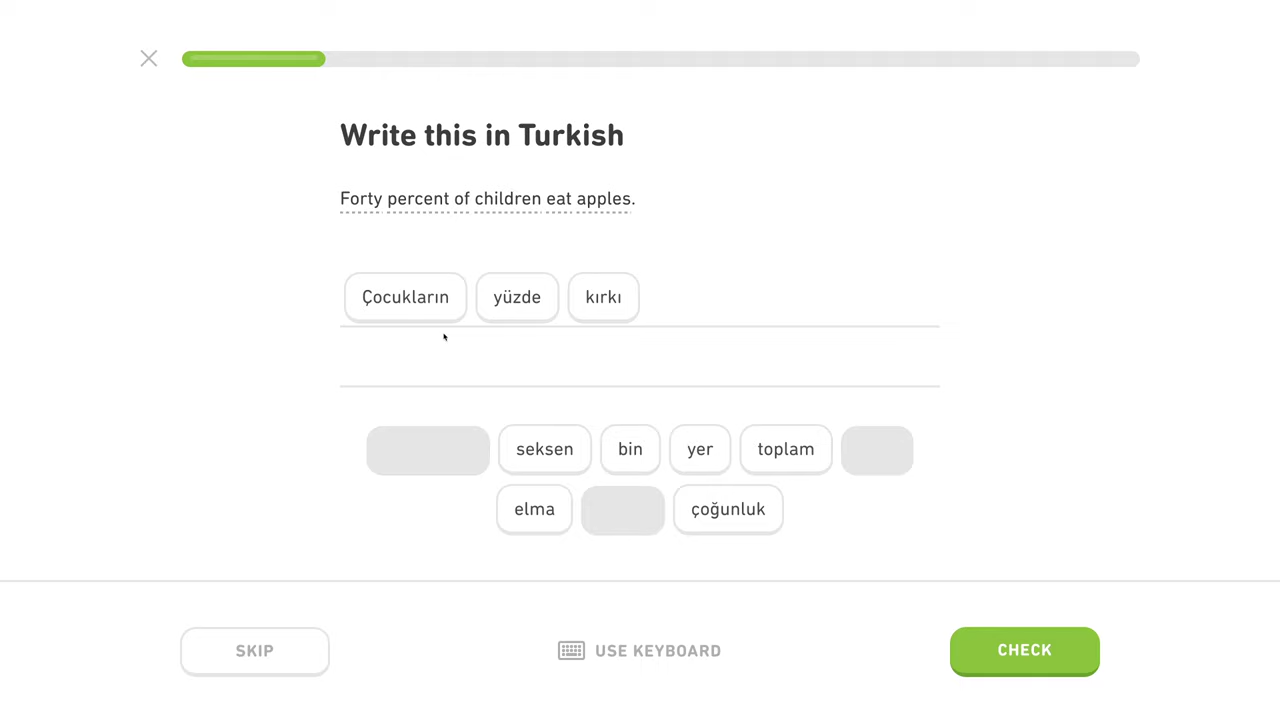 Write this in Turkish
Forty percent of children eat apples.
Çocukların yüzde kırkı
seksen bin yer toplam
elma çoğunluk
SKIP USE KEYBOARD CHECK